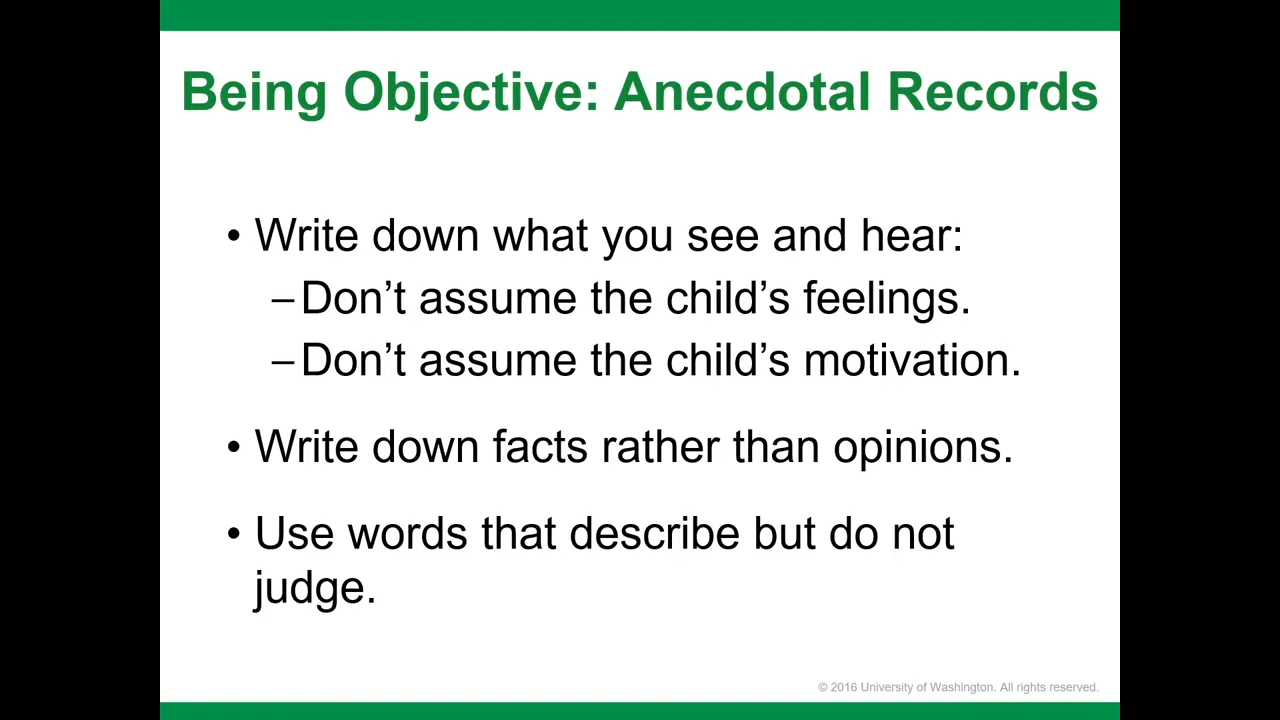 Being Objective: Anecdotal Records
• Write down what you see and hear:
–Don’t assume the child’s feelings.
–Don’t assume the child’s motivation.
• Write down facts rather than opinions.
• Use words that describe but do not
judge.
© 2016 University of Washington. All rights reserved.